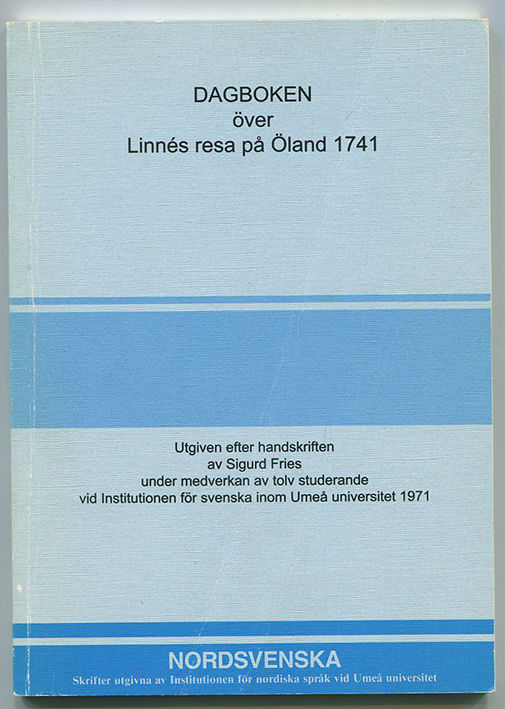 DAGBOKEN
över
Linnés resa på Öland 1741
Utgiven efter handskriften
av Sigurd Fries
under medverkan av tolv studerande
vid Institutionen för svenska inom Umeå universitet 1971
NORDSVENSKA
Skrifter utgivna av Institutionen för nordiska språk vid Umeå universitet